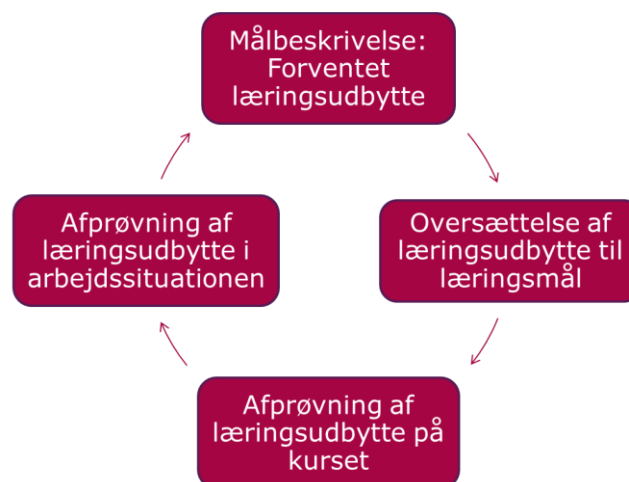 Målbeskrivelse:
Forventet
læringsudbytte
Oversættelse af
læringsudbytte til
læringsmål
Afprøvning af
læringsudbytte på
kurset
Afprøvning af
læringsudbytte i
arbejdssituationen